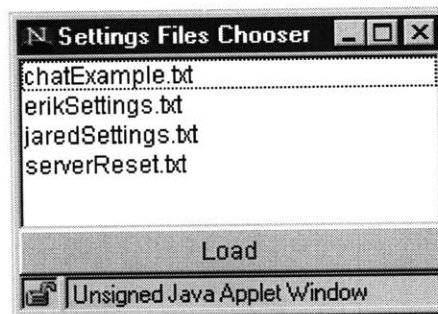 N Settings Files Chooser
chatExample.txt
erikSettings.txt
jaredSettings.txt
serverReset.txt
Load
Unsigned Java Applet Window